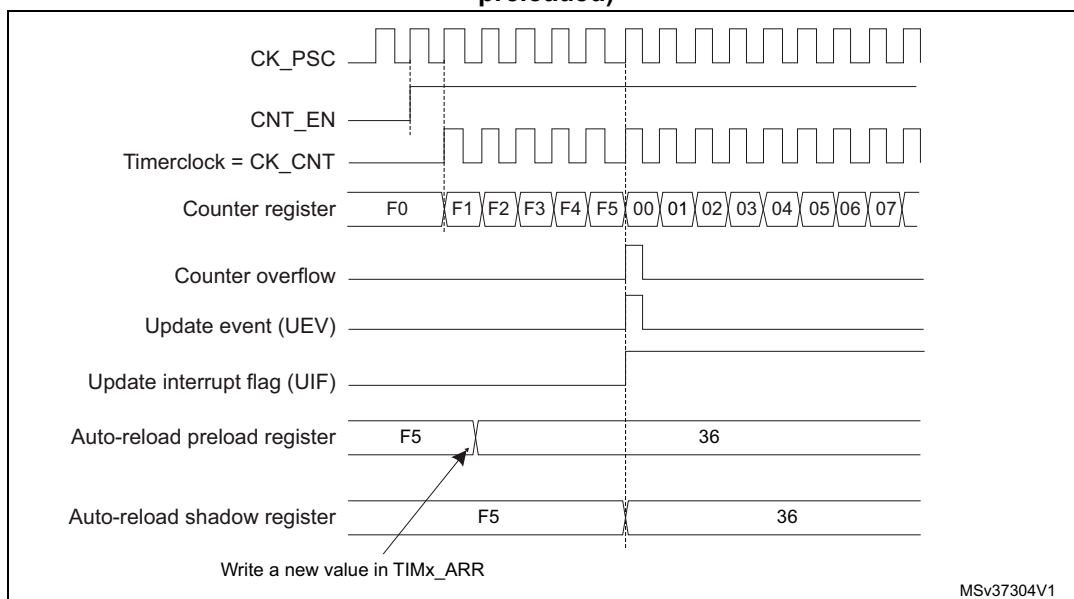 preloaded)
CK_PSC
CNT_EN
Timerclock = CK_CNT
Counter register F0 F1 F2 F3 F4 F5 00 01 02 03 04 05 06 07
Counter overflow
Update event (UEV)
Update interrupt flag (UIF)
Auto-reload preload register F5 36
Auto-reload shadow register F5 36
Write a new value in TIMx_ARR
MSv37304V1